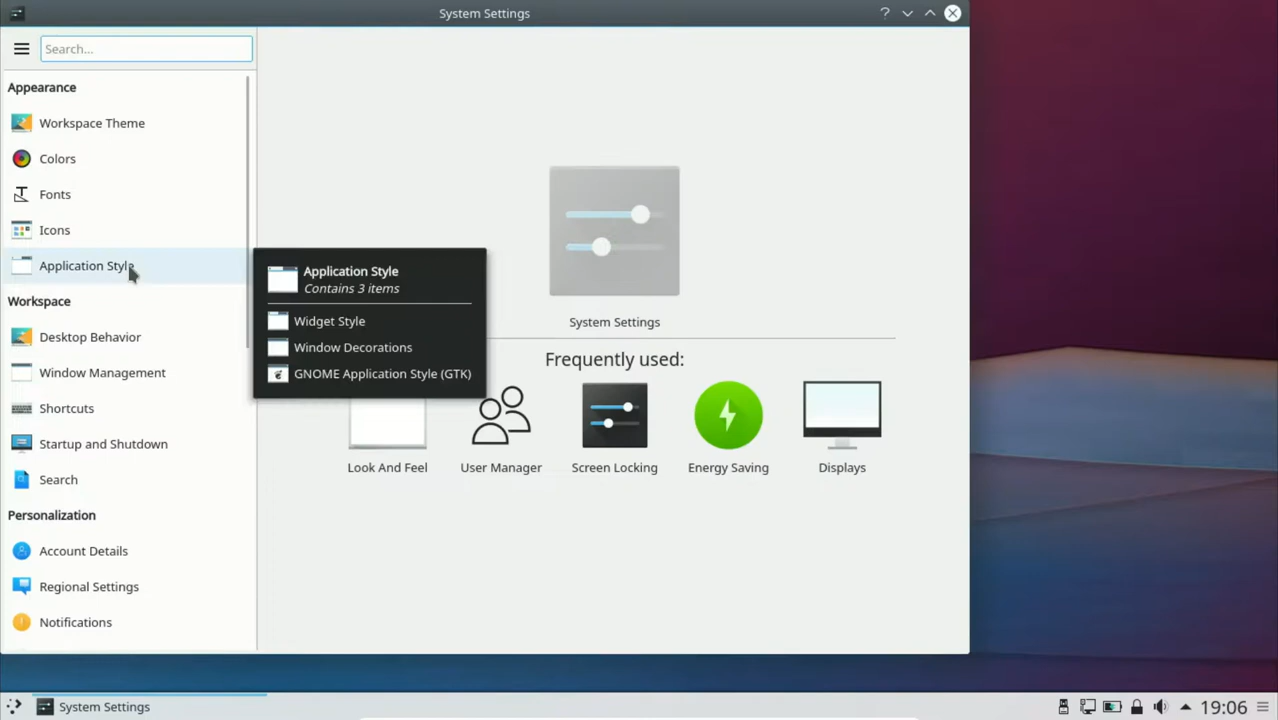 System Settings
?
Search...
Appearance
Workspace Theme
Colors
Fonts
Icons
Application Style
Workspace
Desktop Behavior
Window Management
Shortcuts
Startup and Shutdown
Search
Personalization
Account Details
Regional Settings
Notifications
Application Style
Contains 3 items
Widget Style
Window Decorations
GNOME Application Style (GTK)
System Settings
Frequently used:
Look And Feel
User Manager
Screen Locking
Energy Saving
Displays
System Settings
19:06